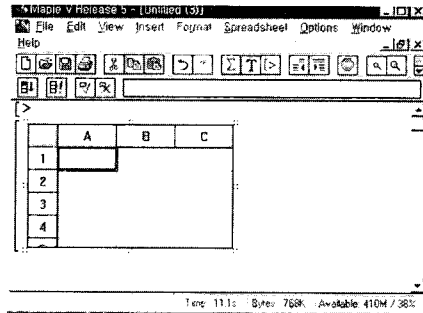 Maple V Release 5 - [Untitled (3)]
File Edit View Insert Format Spreadsheet Options Window
Help
Σ T [>
[>
A B C
1
2
3
4
Time: 11.1s Bytes: 768K Available: 410M / 38%